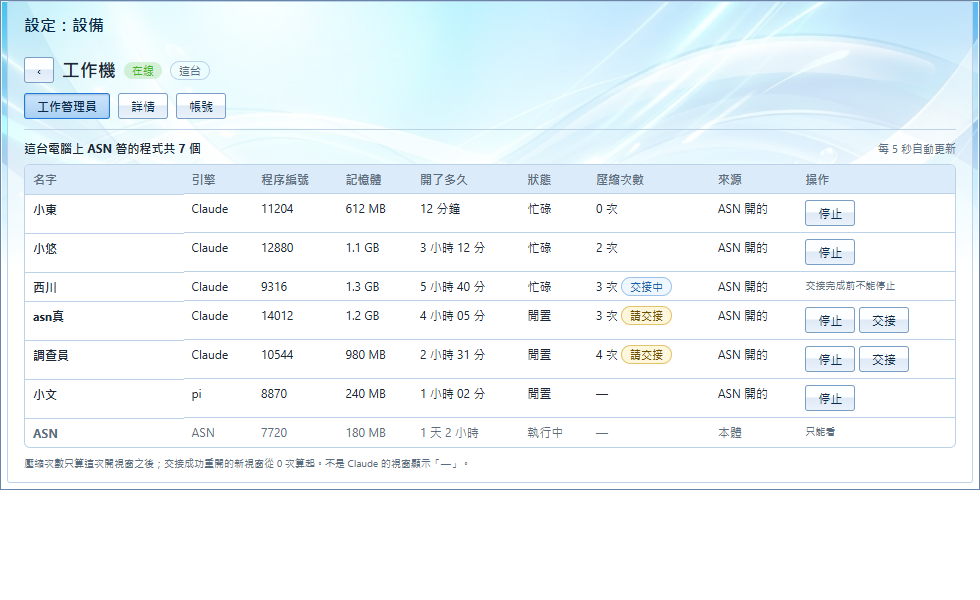 設定：設備
‹ 工作機 在線 這台
工作管理員 詳情 帳號
這台電腦上 ASN 管的程式共 7 個 每 5 秒自動更新
名字 引擎 程序編號 記憶體 開了多久 狀態 壓縮次數 來源 操作
小東 Claude 11204 612 MB 12 分鐘 忙碌 0 次 ASN 開的 停止
小悠 Claude 12880 1.1 GB 3 小時 12 分 忙碌 2 次 ASN 開的 停止
西川 Claude 9316 1.3 GB 5 小時 40 分 忙碌 3 次 交接中 ASN 開的 交接完成前不能停止
asn真 Claude 14012 1.2 GB 4 小時 05 分 閒置 3 次 請交接 ASN 開的 停止 交接
調查員 Claude 10544 980 MB 2 小時 31 分 閒置 4 次 請交接 ASN 開的 停止 交接
小文 pi 8870 240 MB 1 小時 02 分 閒置 — ASN 開的 停止
ASN ASN 7720 180 MB 1 天 2 小時 執行中 — 本體 只能看
壓縮次數只算這次開視窗之後；交接成功重開的新視窗從 0 次算起。不是 Claude 的視窗顯示「—」。